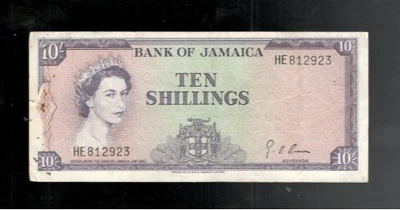 10/- BANK OF JAMAICA 10/-
HE 812923
TEN
SHILLINGS
HE 812923
GOVERNOR
10/- 10/-